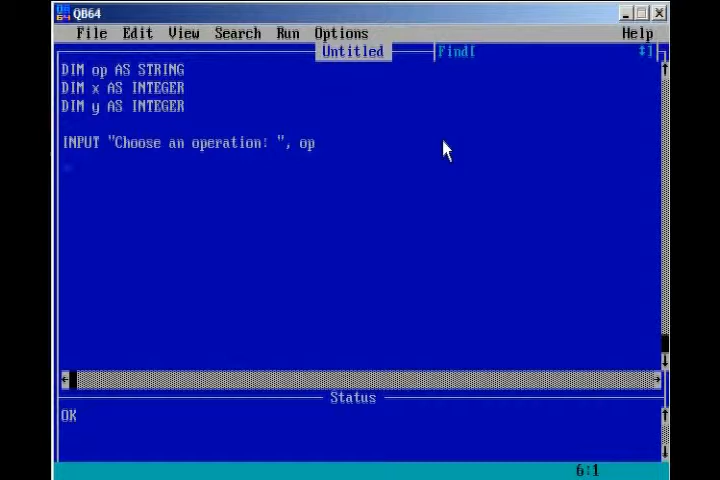 QB64
File Edit View Search Run Options Help
Untitled Find[ ↕]
DIM op AS STRING
DIM x AS INTEGER
DIM y AS INTEGER
INPUT "Choose an operation: ", op
Status
OK
6:1